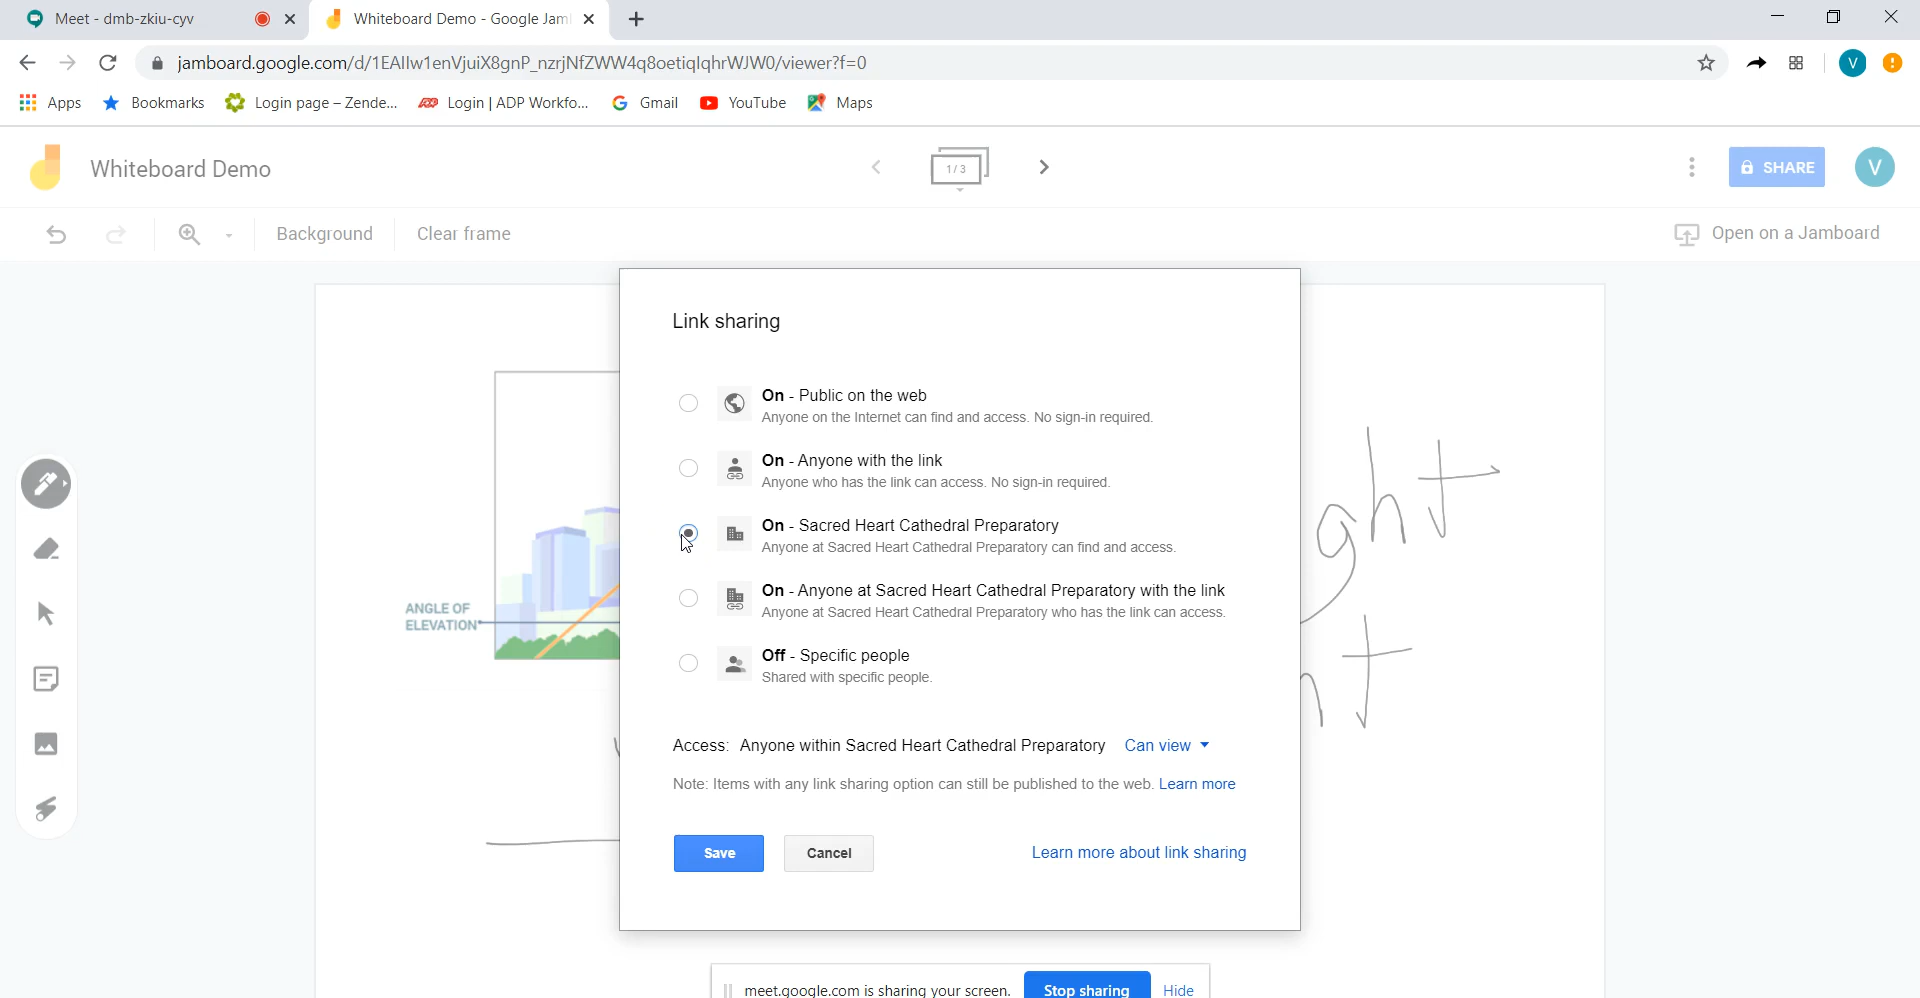 Meet - dmb-zkiu-cyv
Whiteboard Demo - Google Jam
jamboard.google.com/d/1EAIlw1enVjuiX8gnP_nzrjNfZWW4q8oetiqlqhrWJW0/viewer?f=0
V
Apps
Bookmarks
Login page – Zende...
Login | ADP Workfo...
Gmail
YouTube
Maps
Whiteboard Demo
1 / 3
SHARE
V
Background
Clear frame
Open on a Jamboard
Link sharing
On - Public on the web
Anyone on the Internet can find and access. No sign-in required.
On - Anyone with the link
Anyone who has the link can access. No sign-in required.
On - Sacred Heart Cathedral Preparatory
Anyone at Sacred Heart Cathedral Preparatory can find and access.
On - Anyone at Sacred Heart Cathedral Preparatory with the link
Anyone at Sacred Heart Cathedral Preparatory who has the link can access.
Off - Specific people
Shared with specific people.
ANGLE OF
ELEVATION
ght
Access: Anyone within Sacred Heart Cathedral Preparatory Can view
Note: Items with any link sharing option can still be published to the web. Learn more
Save
Cancel
Learn more about link sharing
meet.google.com is sharing your screen.
Stop sharing
Hide